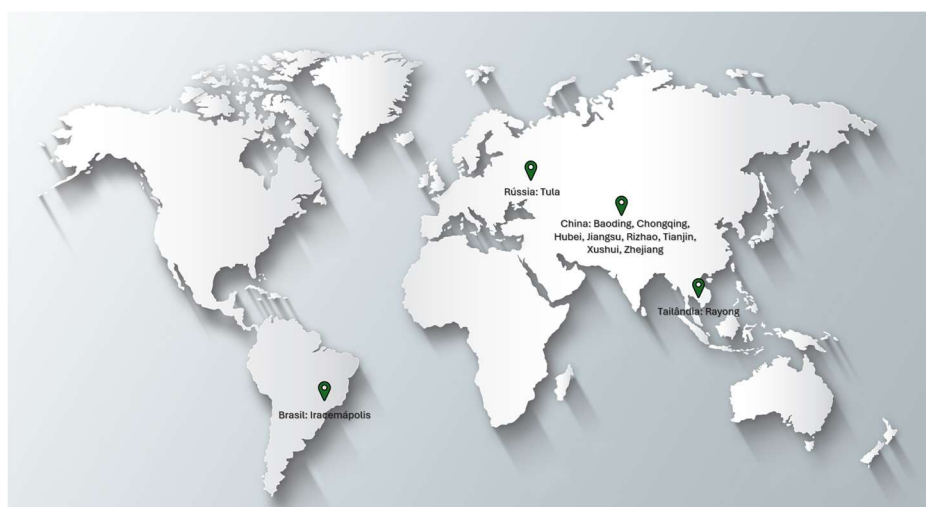 Rússia: Tula
China: Baoding, Chongqing,
Hubei, Jiangsu, Rizhao, Tianjin,
Xushui, Zhejiang
Tailândia: Rayong
Brasil: Iracemápolis